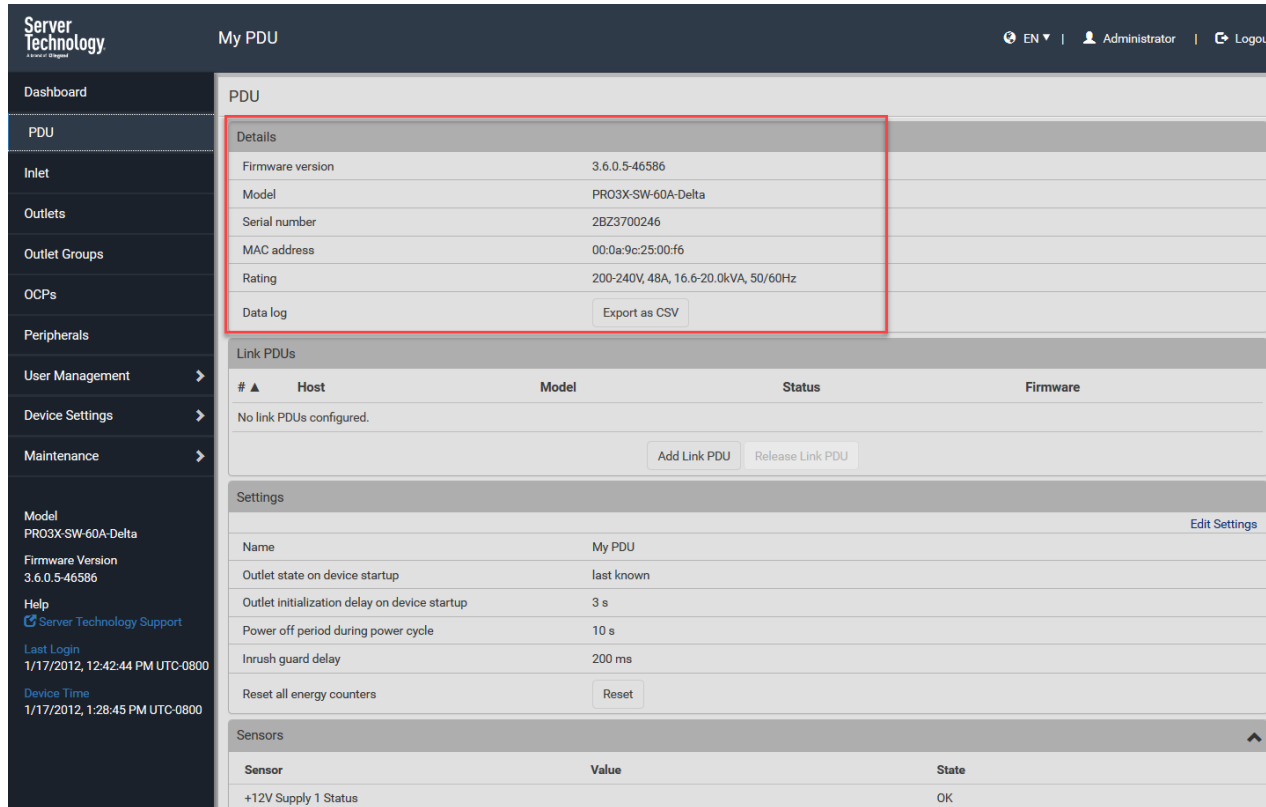 Server
Technology.
A brand of legrand
My PDU
EN ▼ | Administrator | Logou
Dashboard
PDU
Inlet
Outlets
Outlet Groups
OCPs
Peripherals
User Management
Device Settings
Maintenance
Model
PRO3X-SW-60A-Delta
Firmware Version
3.6.0.5-46586
Help
Server Technology Support
Last Login
1/17/2012, 12:42:44 PM UTC-0800
Device Time
1/17/2012, 1:28:45 PM UTC-0800
PDU
Details
Firmware version 3.6.0.5-46586
Model PRO3X-SW-60A-Delta
Serial number 2BZ3700246
MAC address 00:0a:9c:25:00:f6
Rating 200-240V, 48A, 16.6-20.0kVA, 50/60Hz
Data log Export as CSV
Link PDUs
# ▲ Host Model Status Firmware
No link PDUs configured.
Add Link PDU Release Link PDU
Settings
Edit Settings
Name My PDU
Outlet state on device startup last known
Outlet initialization delay on device startup 3 s
Power off period during power cycle 10 s
Inrush guard delay 200 ms
Reset all energy counters Reset
Sensors
Sensor Value State
+12V Supply 1 Status OK